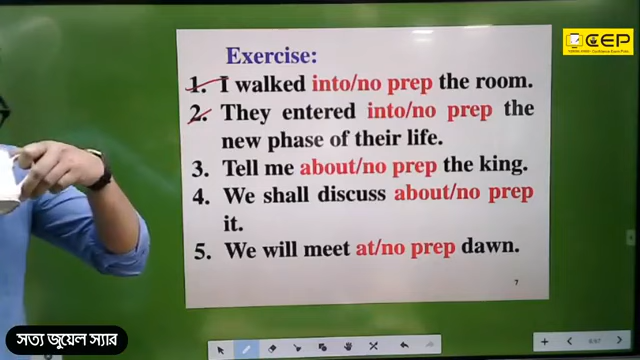 CEP
Exercise:
1. I walked into/no prep the room.
2. They entered into/no prep the
new phase of their life.
3. Tell me about/no prep the king.
4. We shall discuss about/no prep
it.
5. We will meet at/no prep dawn.
7
সত্য জুয়েল স্যার
6/67